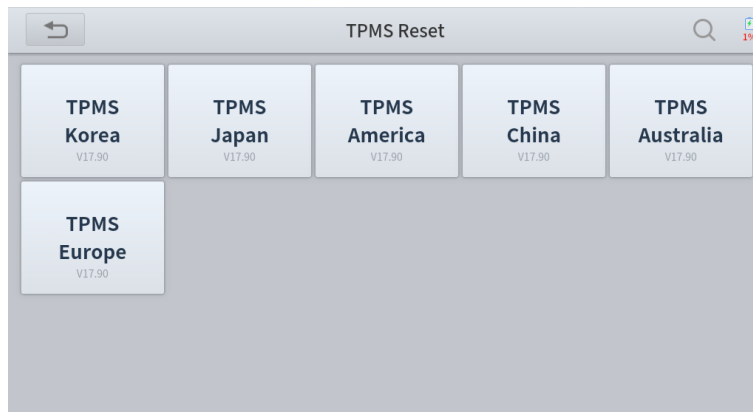 TPMS Reset
1%
TPMS
Korea
V17.90
TPMS
Japan
V17.90
TPMS
America
V17.90
TPMS
China
V17.90
TPMS
Australia
V17.90
TPMS
Europe
V17.90